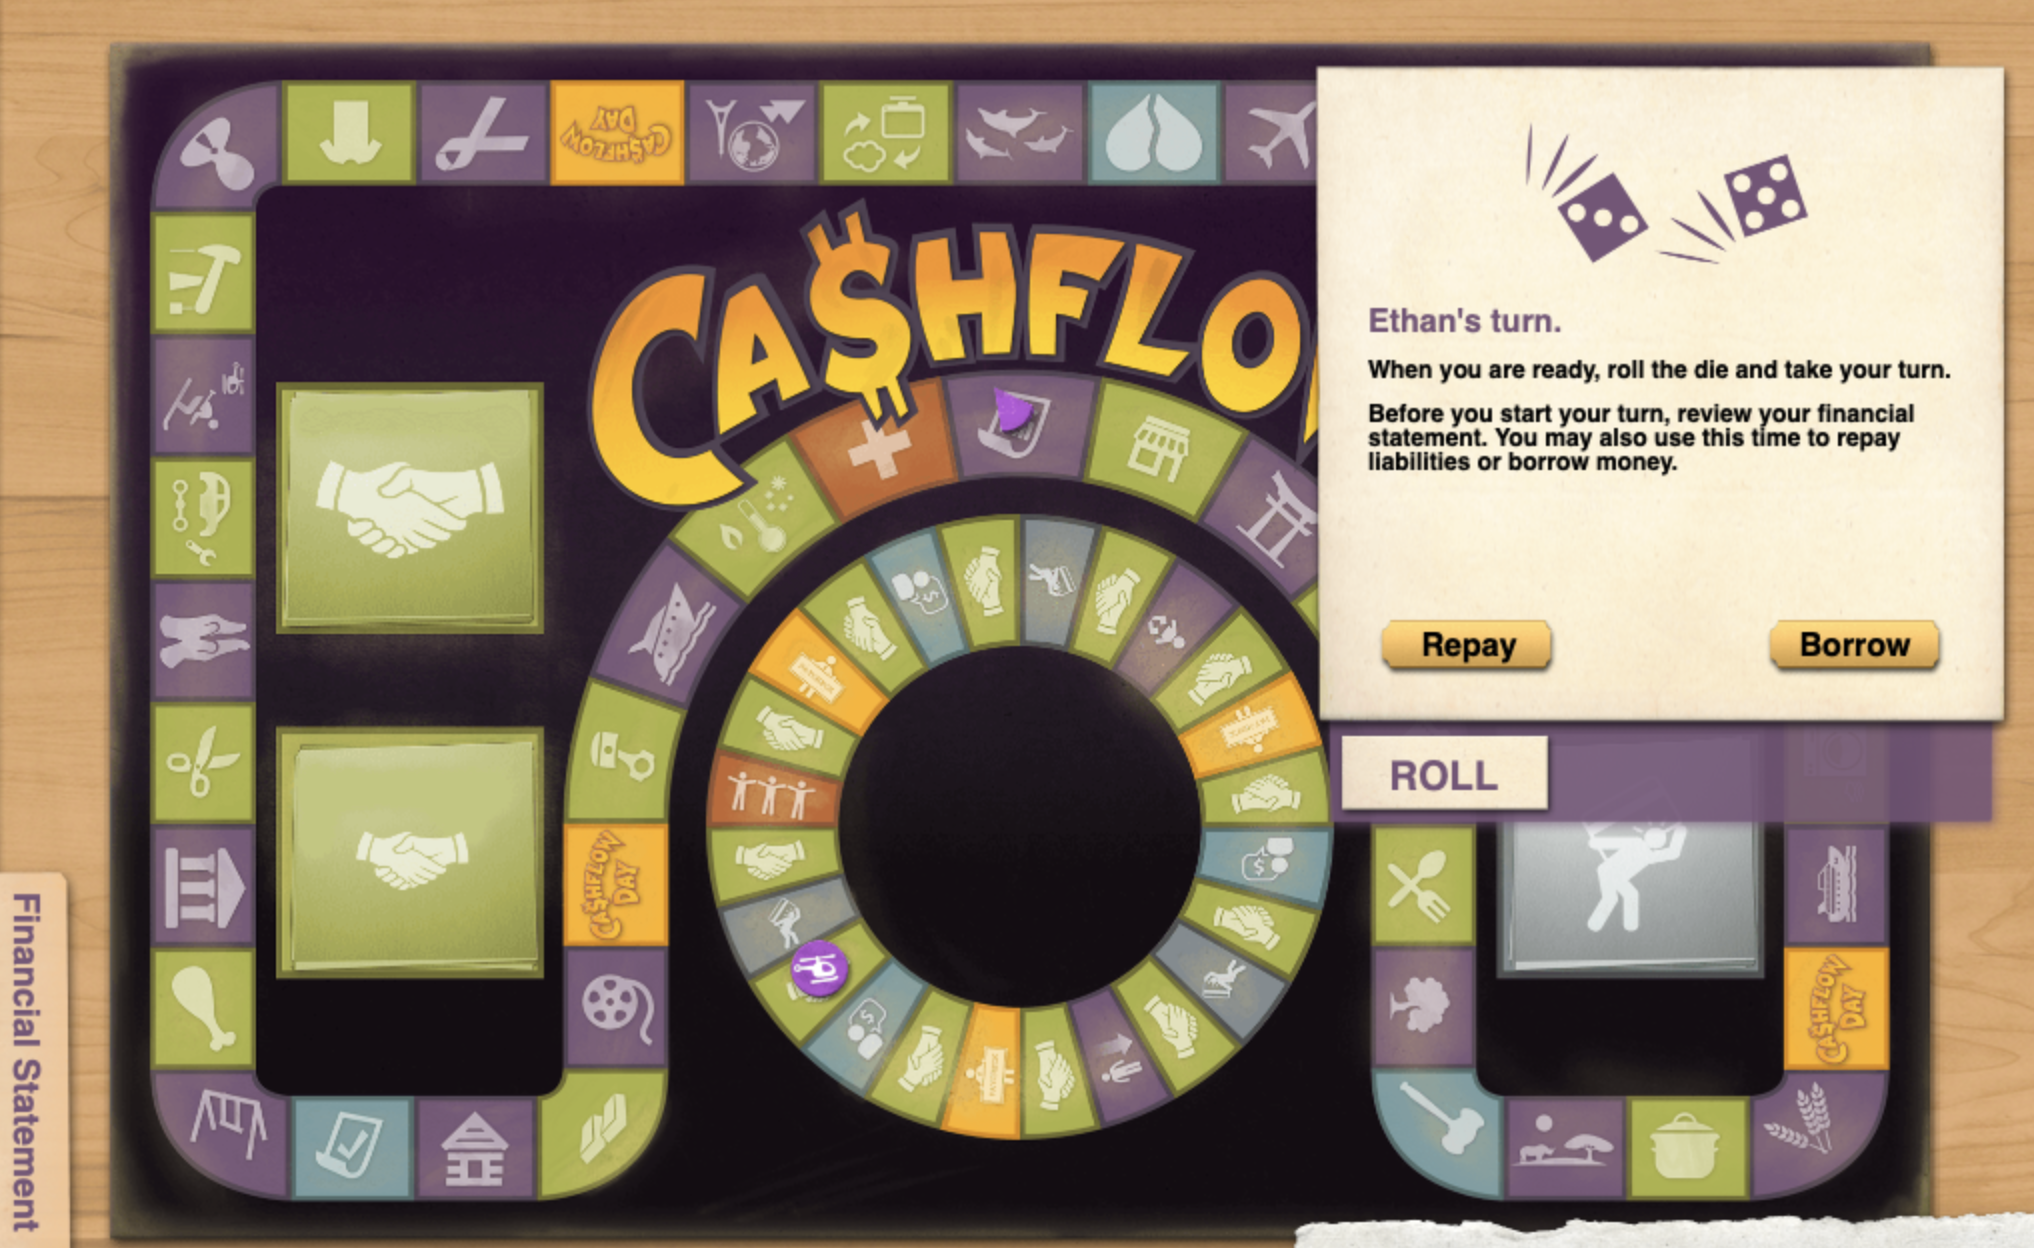 CASHFLOW
DAY
CA$HFLO
Ethan's turn.
When you are ready, roll the die and take your turn.
Before you start your turn, review your financial
statement. You may also use this time to repay
liabilities or borrow money.
Repay
Borrow
ROLL
CASHFLOW
DAY
CASHFLOW
DAY
Financial Statement